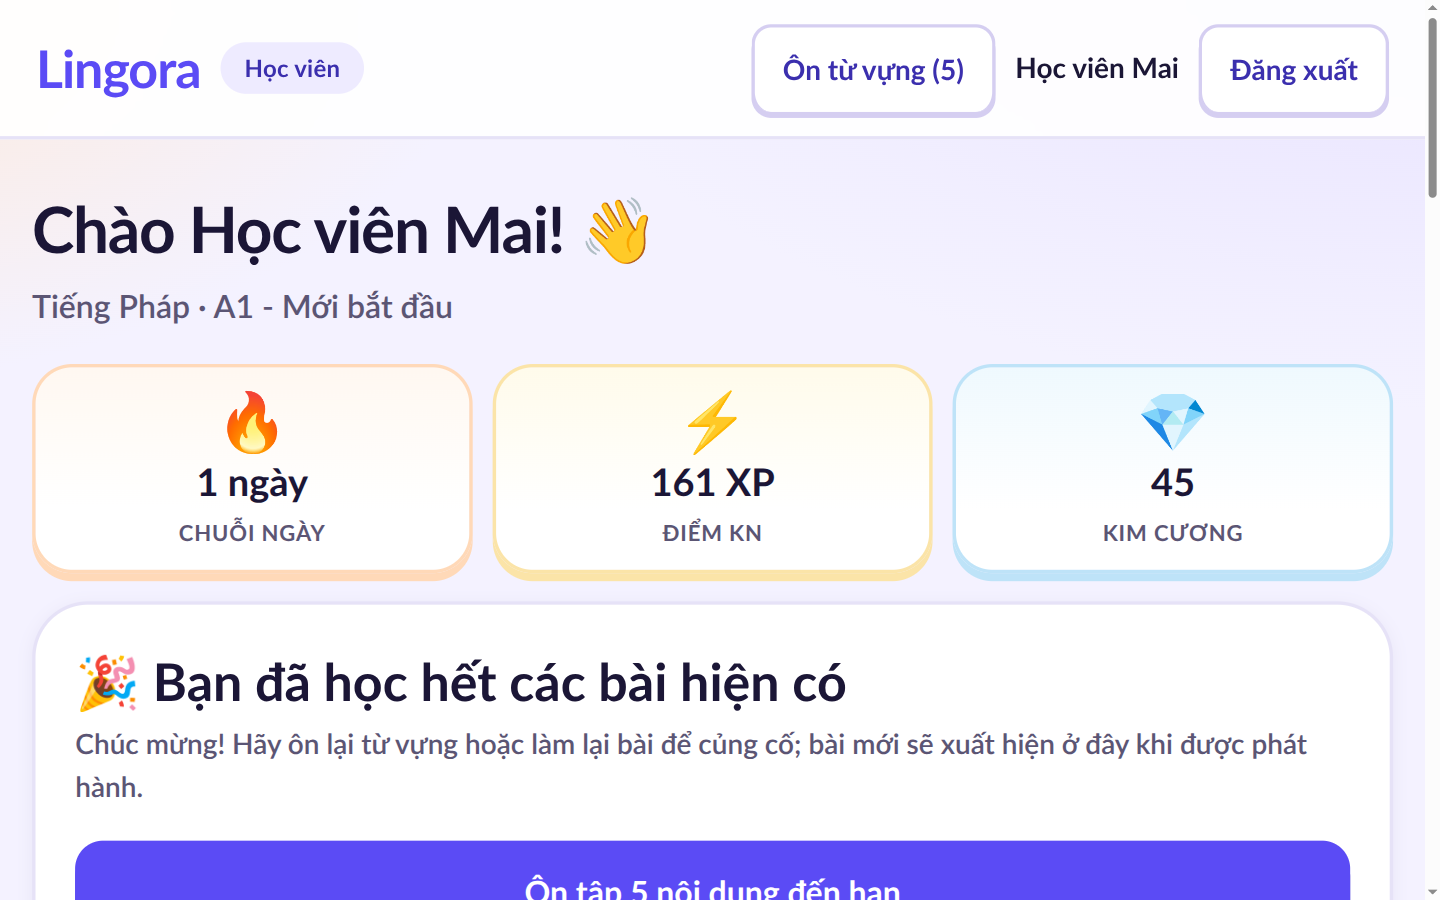 Lingora
Học viên
Ôn từ vựng (5)
Học viên Mai
Đăng xuất
Chào Học viên Mai! 👋
Tiếng Pháp · A1 - Mới bắt đầu
🔥
1 ngày
CHUỖI NGÀY
⚡
161 XP
ĐIỂM KN
💎
45
KIM CƯƠNG
🎉 Bạn đã học hết các bài hiện có
Chúc mừng! Hãy ôn lại từ vựng hoặc làm lại bài để củng cố; bài mới sẽ xuất hiện ở đây khi được phát
hành.
Ôn tập 5 nội dung đến hạn